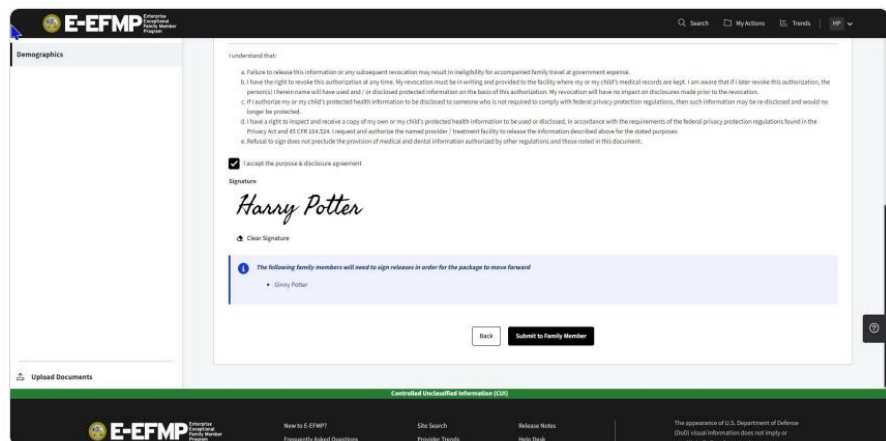 E-EFMP Enterprise
Exceptional
Family Member
Program
Search My Actions Trends HP
Demographics
I understand that:
a. Failure to release this information or any subsequent revocation may result in ineligibility for accompanied family travel at government expense.
b. I have the right to revoke this authorization at any time. My revocation must be in writing and provided to the facility where my or my child's medical records are kept. I am aware that if I later revoke this authorization, the
person(s) I herein name will have used and / or disclosed protected information on the basis of this authorization. My revocation will have no impact on disclosures made prior to the revocation.
c. If I authorize my or my child's protected health information to be disclosed to someone who is not required to comply with federal privacy protection regulations, then such information may be re disclosed and would no
longer be protected.
d. I have a right to inspect and receive a copy of my own or my child's protected health information to be used or disclosed, in accordance with the requirements of the federal privacy protection regulations found in the
Privacy Act and 45 CFR 164.524. I request and authorize the named provider / treatment facility to release the information described above for the stated purposes
e. Refusal to sign does not preclude the provision of medical and dental information authorized by other regulations and those noted in this document.
I accept the purpose & disclosure agreement
Signature
Harry Potter
Clear Signature
The following family members will need to sign releases in order for the package to move forward
Ginny Potter
Back Submit to Family Member
Upload Documents
Controlled Unclassified Information (CUI)
E-EFMP Enterprise
Exceptional
Family Member
Program
New to E-EFMP? Site Search Release Notes
Frequently Asked Questions Provider Trends Help Desk
The appearance of U.S. Department of Defense
(DoD) visual information does not imply or